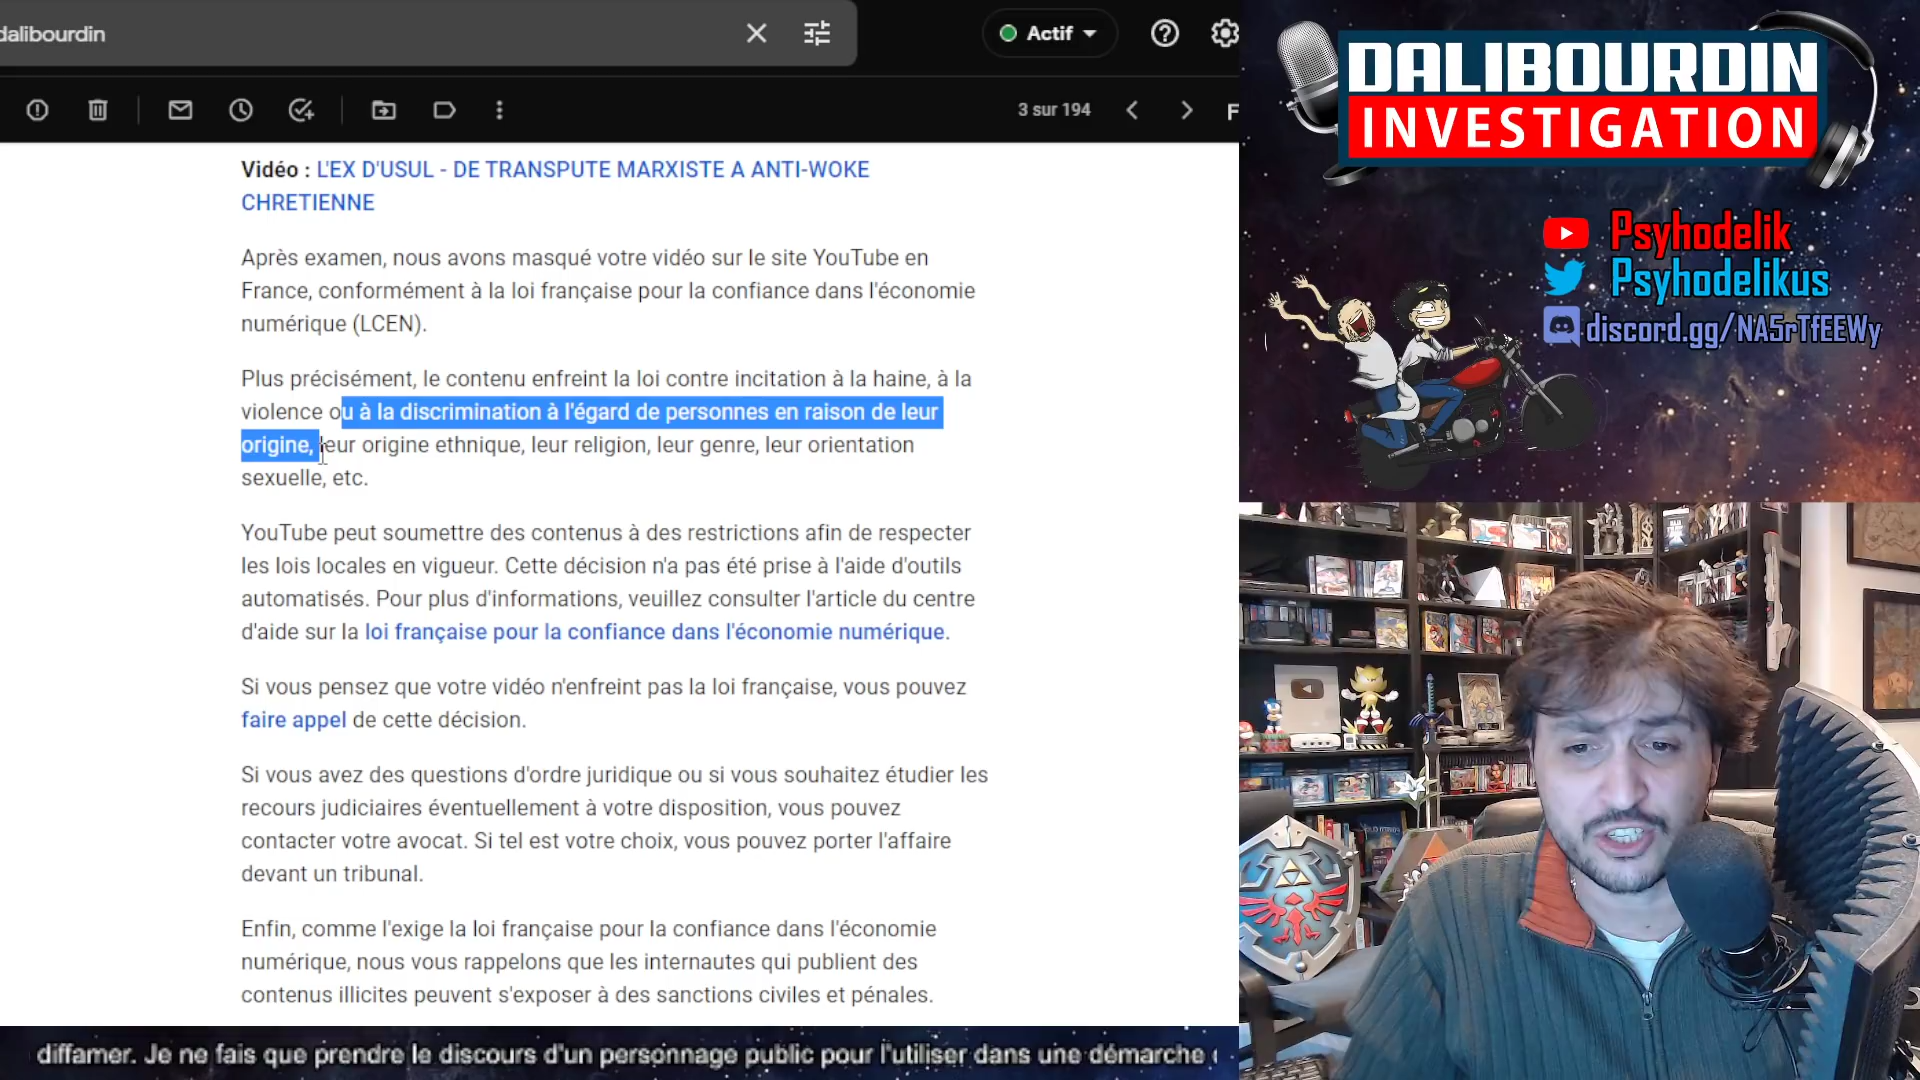 dalibourdin
Actif
3 sur 194
Vidéo : L'EX D'USUL - DE TRANSPUTE MARXISTE A ANTI-WOKE
CHRETIENNE
Après examen, nous avons masqué votre vidéo sur le site YouTube en
France, conformément à la loi française pour la confiance dans l'économie
numérique (LCEN).
Plus précisément, le contenu enfreint la loi contre incitation à la haine, à la
violence ou à la discrimination à l'égard de personnes en raison de leur
origine, leur origine ethnique, leur religion, leur genre, leur orientation
sexuelle, etc.
YouTube peut soumettre des contenus à des restrictions afin de respecter
les lois locales en vigueur. Cette décision n'a pas été prise à l'aide d'outils
automatisés. Pour plus d'informations, veuillez consulter l'article du centre
d'aide sur la loi française pour la confiance dans l'économie numérique.
Si vous pensez que votre vidéo n'enfreint pas la loi française, vous pouvez
faire appel de cette décision.
Si vous avez des questions d'ordre juridique ou si vous souhaitez étudier les
recours judiciaires éventuellement à votre disposition, vous pouvez
contacter votre avocat. Si tel est votre choix, vous pouvez porter l'affaire
devant un tribunal.
Enfin, comme l'exige la loi française pour la confiance dans l'économie
numérique, nous vous rappelons que les internautes qui publient des
contenus illicites peuvent s'exposer à des sanctions civiles et pénales.
diffamer. Je ne fais que prendre le discours d'un personnage public pour l'utiliser dans une démarche
DALIBOURDIN
INVESTIGATION
Psyhodelik
Psyhodelikus
discord.gg/NA5rTfEEWy